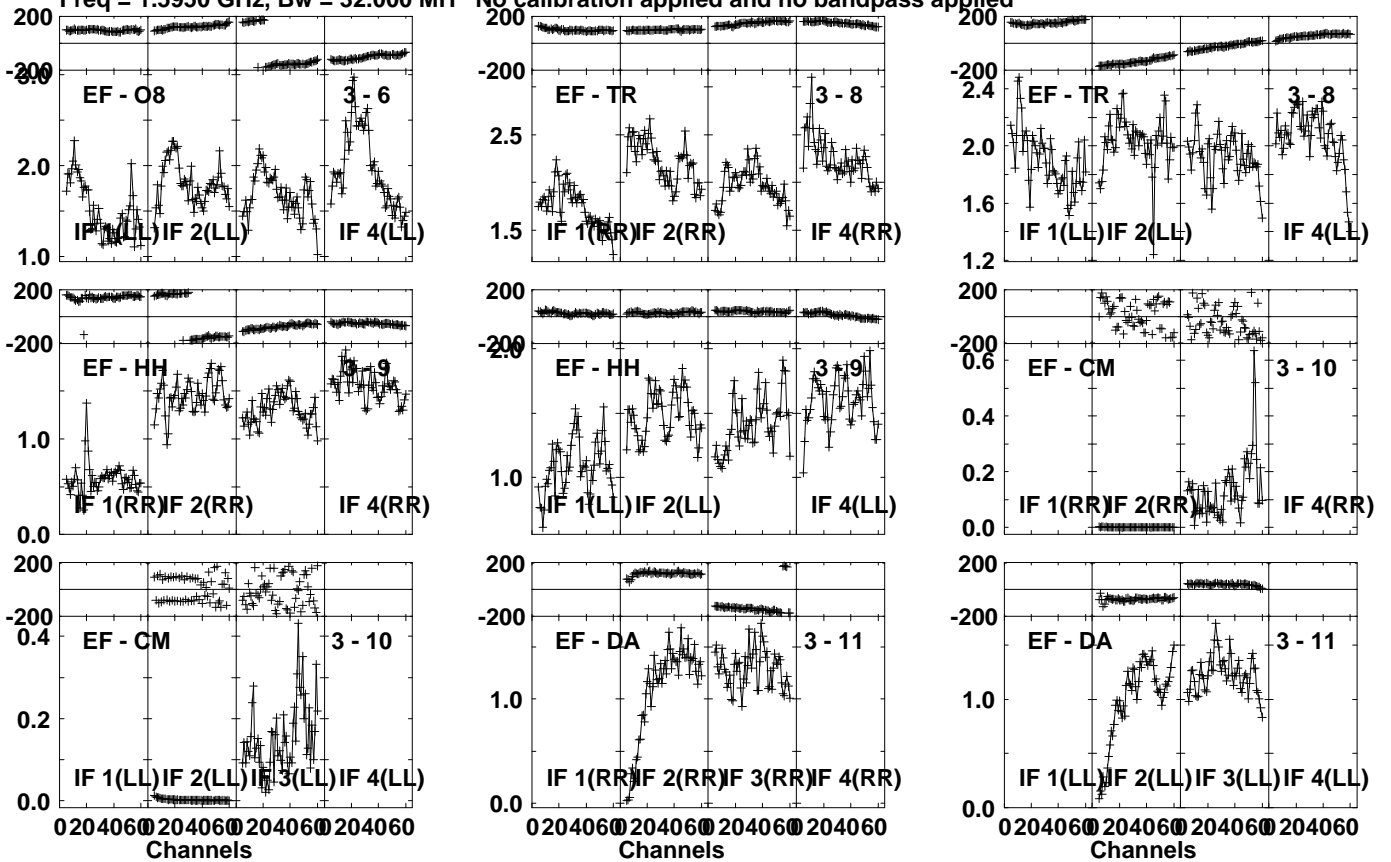 Freq = 1.5950 GHz, Bw = 32.000 MH No calibration applied and no bandpass applied
200
-200
3.0
2.0
1.0
EF - O8
3 - 6
IF 1(LL)
IF 2(LL)
IF 4(LL)
200
-200
2.5
1.5
EF - TR
3 - 8
IF 1(RR)
IF 2(RR)
IF 4(RR)
200
-200
2.4
2.0
1.6
1.2
EF - TR
3 - 8
IF 1(LL)
IF 2(LL)
IF 4(LL)
200
-200
1.0
0.0
EF - HH
3 - 9
IF 1(RR)
IF 2(RR)
IF 4(RR)
200
-200
2.0
1.0
EF - HH
3 - 9
IF 1(LL)
IF 2(LL)
IF 4(LL)
200
-200
0.6
0.4
0.2
0.0
EF - CM
3 - 10
IF 1(RR)
IF 2(RR)
IF 4(RR)
200
-200
0.4
0.2
0.0
EF - CM
3 - 10
IF 1(LL)
IF 2(LL)
IF 3(LL)
IF 4(LL)
0 20 40 60 0 20 40 60 0 20 40 60 0 20 40 60
Channels
200
-200
1.0
0.0
EF - DA
3 - 11
IF 1(RR)
IF 2(RR)
IF 3(RR)
IF 4(RR)
0 20 40 60 0 20 40 60 0 20 40 60 0 20 40 60
Channels
200
-200
1.0
0.0
EF - DA
3 - 11
IF 1(LL)
IF 2(LL)
IF 3(LL)
IF 4(LL)
0 20 40 60 0 20 40 60 0 20 40 60 0 20 40 60
Channels